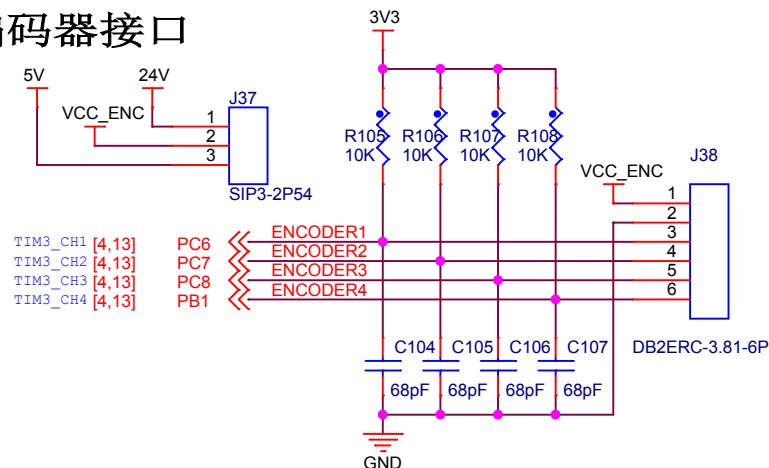 编码器接口
3V3
5V
24V
J37
VCC_ENC
1
2
3
SIP3-2P54
R105
10K
R106
10K
R107
10K
R108
10K
VCC_ENC
J38
1
2
3
4
5
6
DB2ERC-3.81-6P
TIM3_CH1 [4,13] PC6 ENCODER1
TIM3_CH2 [4,13] PC7 ENCODER2
TIM3_CH3 [4,13] PC8 ENCODER3
TIM3_CH4 [4,13] PB1 ENCODER4
C104
68pF
C105
68pF
C106
68pF
C107
68pF
GND